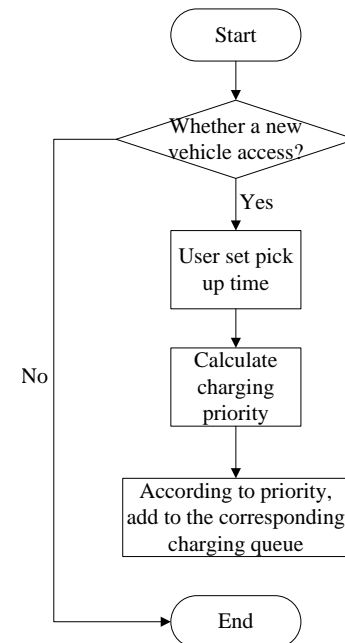 Start
Whether a new
vehicle access?
Yes
User set pick
up time
Calculate
charging
priority
No
According to priority,
add to the corresponding
charging queue
End